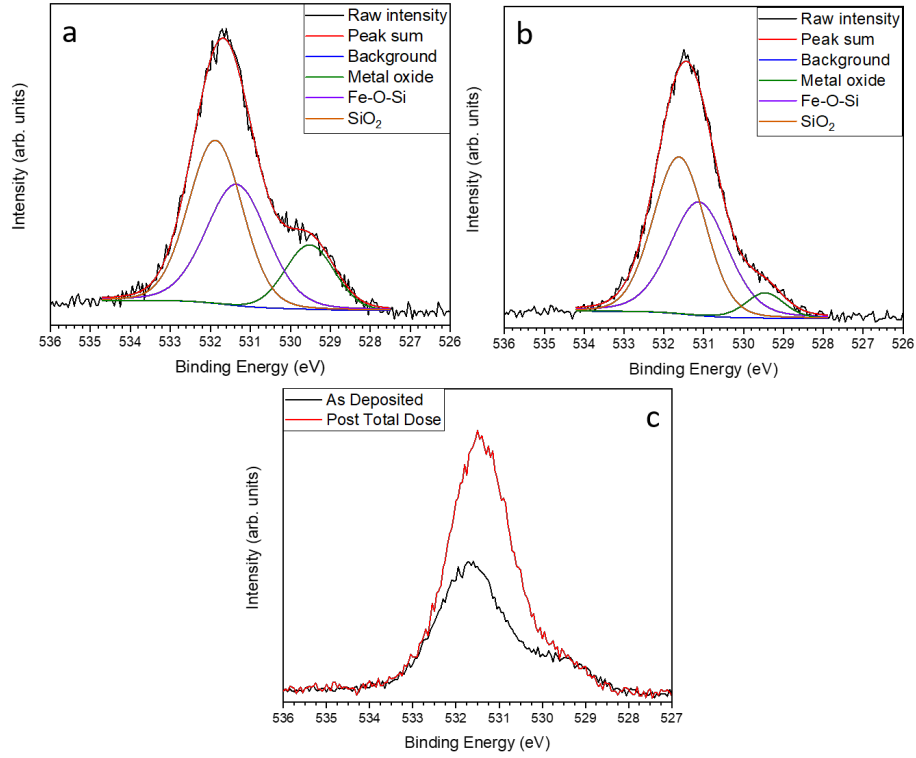 a
Raw intensity
Peak sum
Background
Metal oxide
Fe-O-Si
SiO₂
Intensity (arb. units)
536 535 534 533 532 531 530 529 528 527 526
Binding Energy (eV)
b
Raw intensity
Peak sum
Background
Metal oxide
Fe-O-Si
SiO₂
Intensity (arb. units)
536 535 534 533 532 531 530 529 528 527 526
Binding Energy (eV)
As Deposited
Post Total Dose
c
Intensity (arb. units)
536 535 534 533 532 531 530 529 528 527
Binding Energy (eV)